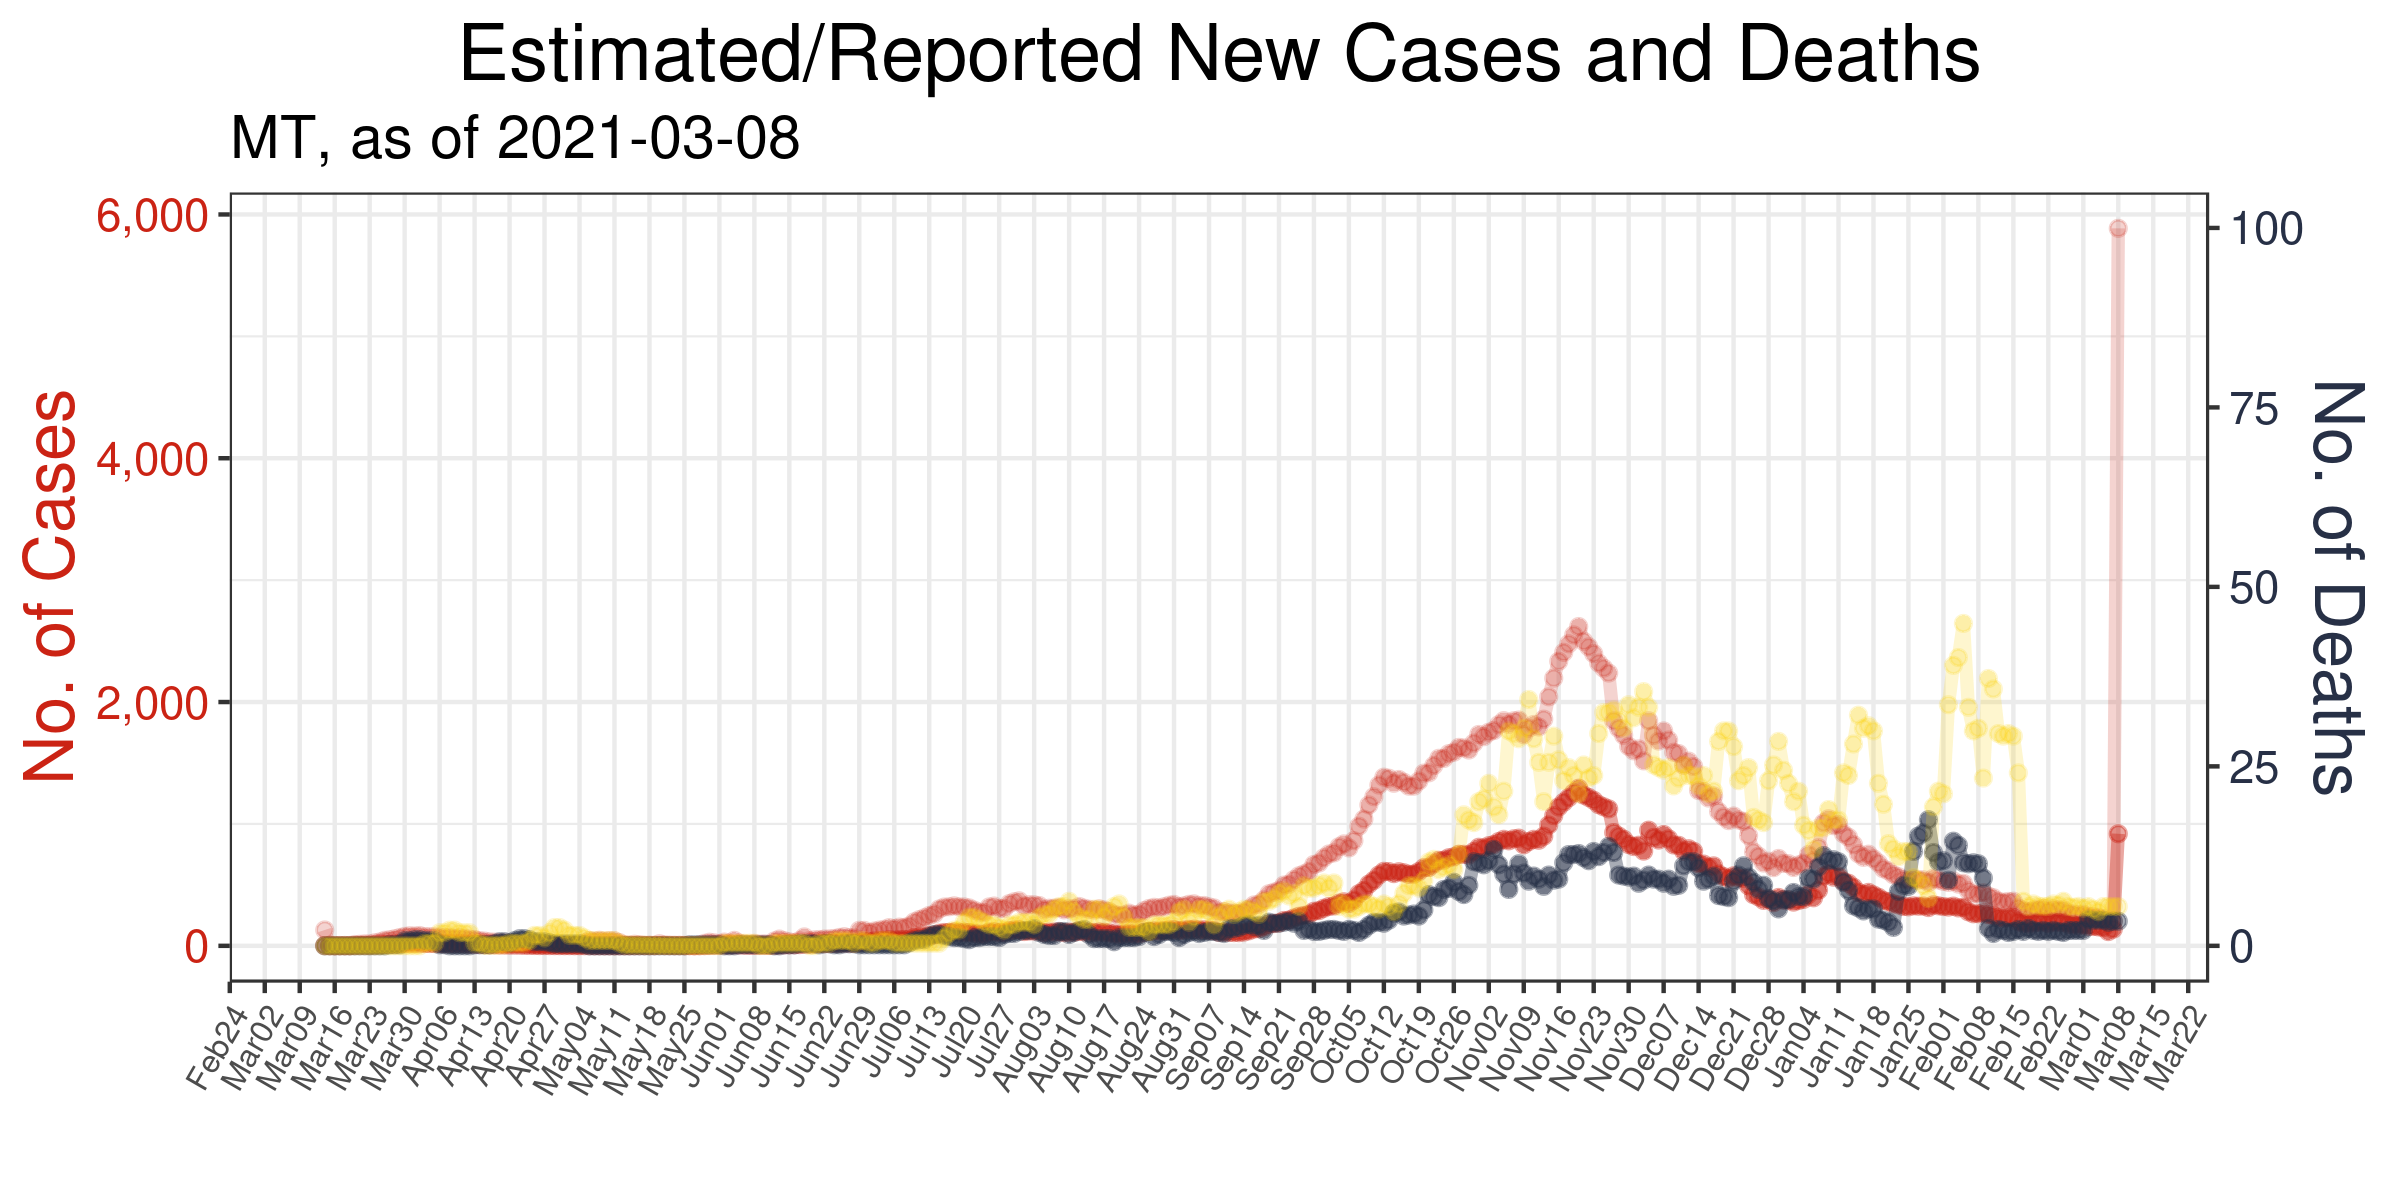 Estimated/Reported New Cases and Deaths
MT, as of 2021-03-08
No. of Cases
6,000
4,000
2,000
0
100
75
50
25
0
No. of Deaths
Feb24
Mar02
Mar09
Mar16
Mar23
Mar30
Apr06
Apr13
Apr20
Apr27
May04
May11
May18
May25
Jun01
Jun08
Jun15
Jun22
Jun29
Jul06
Jul13
Jul20
Jul27
Aug03
Aug10
Aug17
Aug24
Aug31
Sep07
Sep14
Sep21
Sep28
Oct05
Oct12
Oct19
Oct26
Nov02
Nov09
Nov16
Nov23
Nov30
Dec07
Dec14
Dec21
Dec28
Jan04
Jan11
Jan18
Jan25
Feb01
Feb08
Feb15
Feb22
Mar01
Mar08
Mar15
Mar22